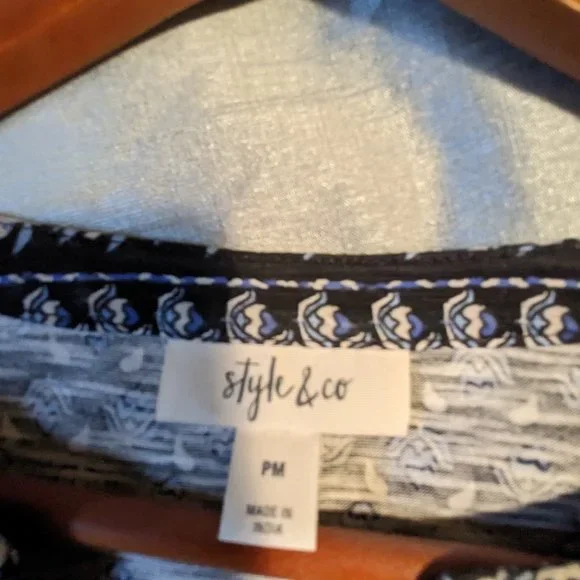 style & co
PM
MADE IN
INDIA